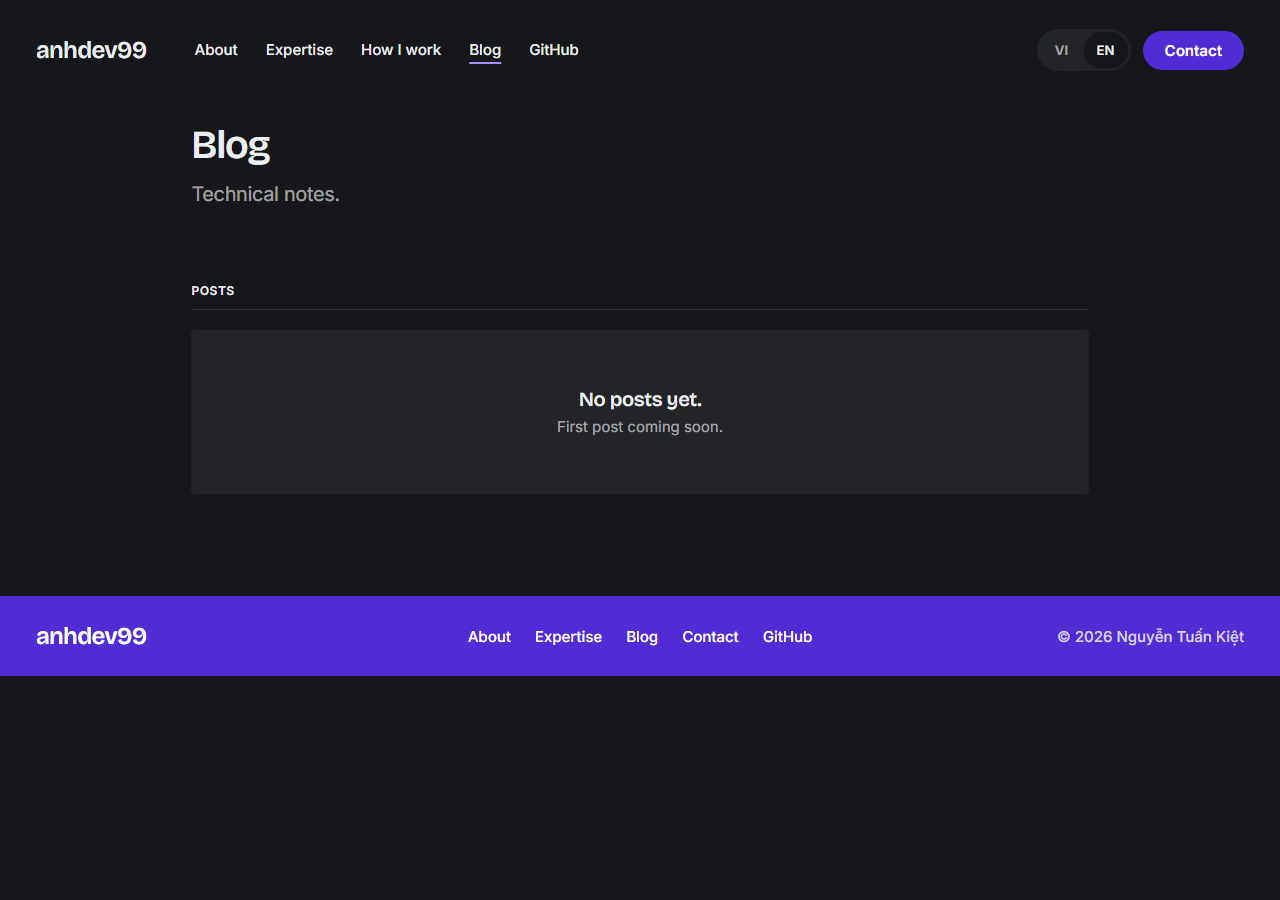 anhdev99 About Expertise How I work Blog GitHub VI EN Contact
Blog
Technical notes.
POSTS
No posts yet.
First post coming soon.
anhdev99 About Expertise Blog Contact GitHub © 2026 Nguyễn Tuấn Kiệt